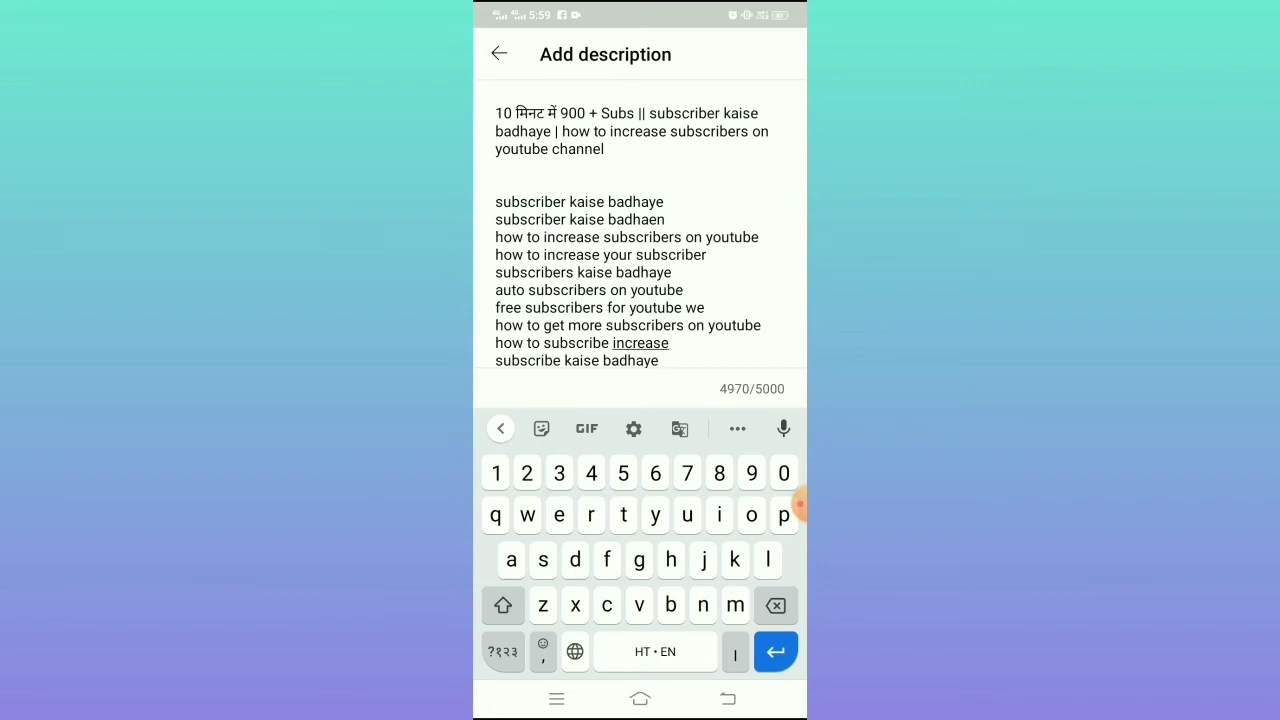 5:59
Add description
10 मिनट में 900 + Subs || subscriber kaise
badhaye | how to increase subscribers on
youtube channel
subscriber kaise badhaye
subscriber kaise badhaen
how to increase subscribers on youtube
how to increase your subscriber
subscribers kaise badhaye
auto subscribers on youtube
free subscribers for youtube we
how to get more subscribers on youtube
how to subscribe increase
subscribe kaise badhaye
4970/5000
GIF
1 2 3 4 5 6 7 8 9 0
q w e r t y u i o p
a s d f g h j k l
z x c v b n m
?१२३ , HT • EN ।